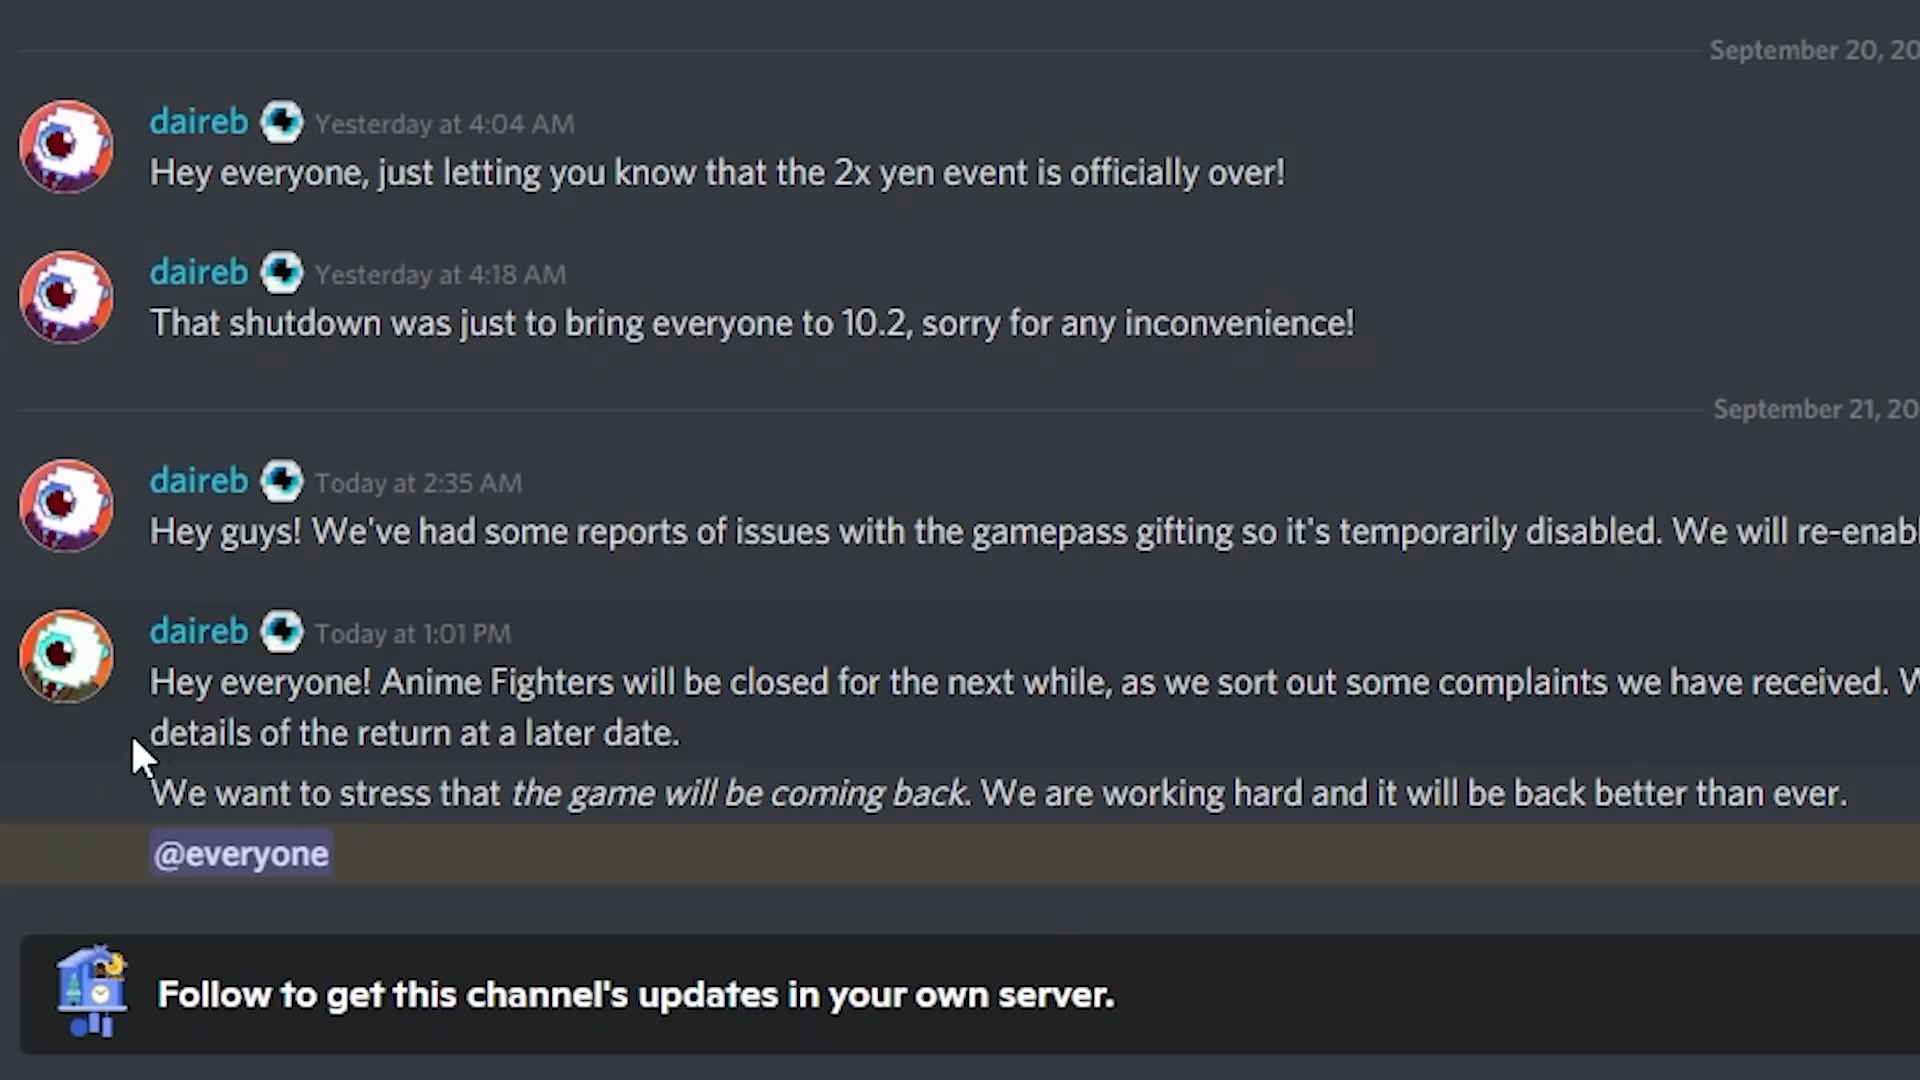 September 20, 20
daireb Yesterday at 4:04 AM
Hey everyone, just letting you know that the 2x yen event is officially over!
daireb Yesterday at 4:18 AM
That shutdown was just to bring everyone to 10.2, sorry for any inconvenience!
September 21, 20
daireb Today at 2:35 AM
Hey guys! We've had some reports of issues with the gamepass gifting so it's temporarily disabled. We will
daireb Today at 1:01 PM
Hey everyone! Anime Fighters will be closed for the next while, as we sort out some complaints we have received.
details of the return at a later date.
We want to stress that the game will be coming back. We are working hard and it will be back better than ever.
@everyone
Follow to get this channel's updates in your own server.